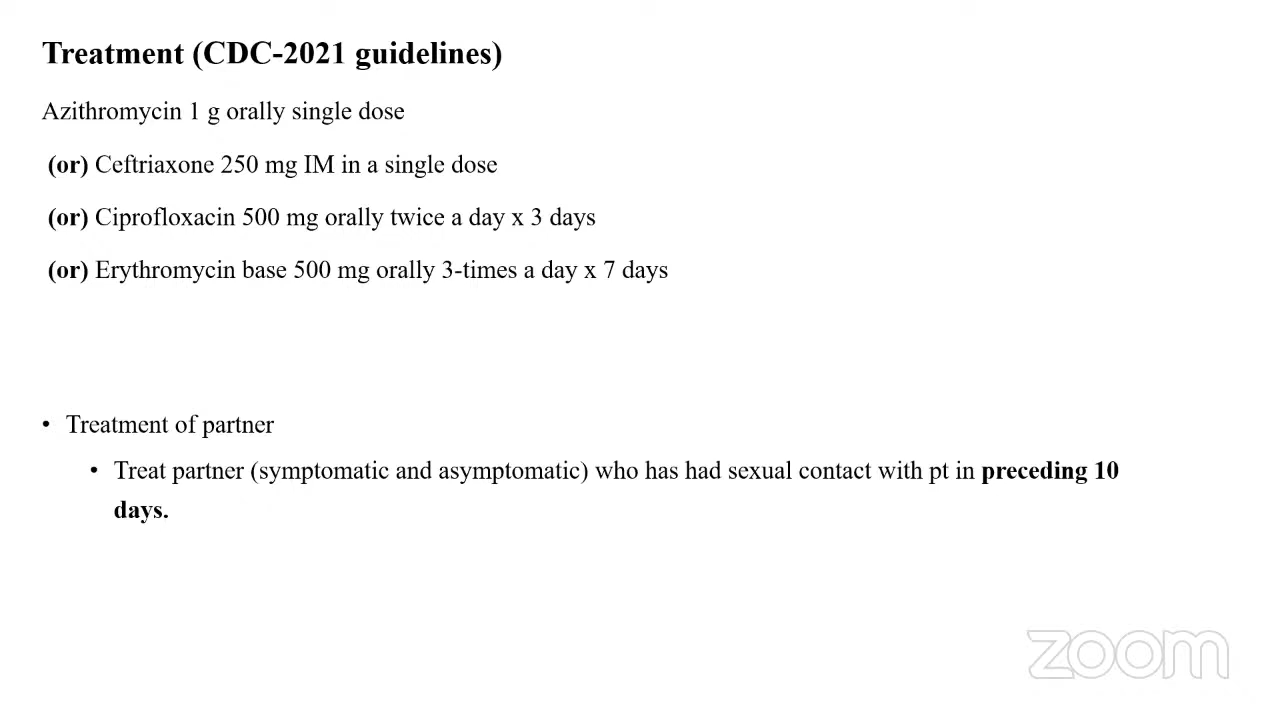 Treatment (CDC-2021 guidelines)
Azithromycin 1 g orally single dose
(or) Ceftriaxone 250 mg IM in a single dose
(or) Ciprofloxacin 500 mg orally twice a day x 3 days
(or) Erythromycin base 500 mg orally 3-times a day x 7 days
• Treatment of partner
• Treat partner (symptomatic and asymptomatic) who has had sexual contact with pt in preceding 10
days.
zoom